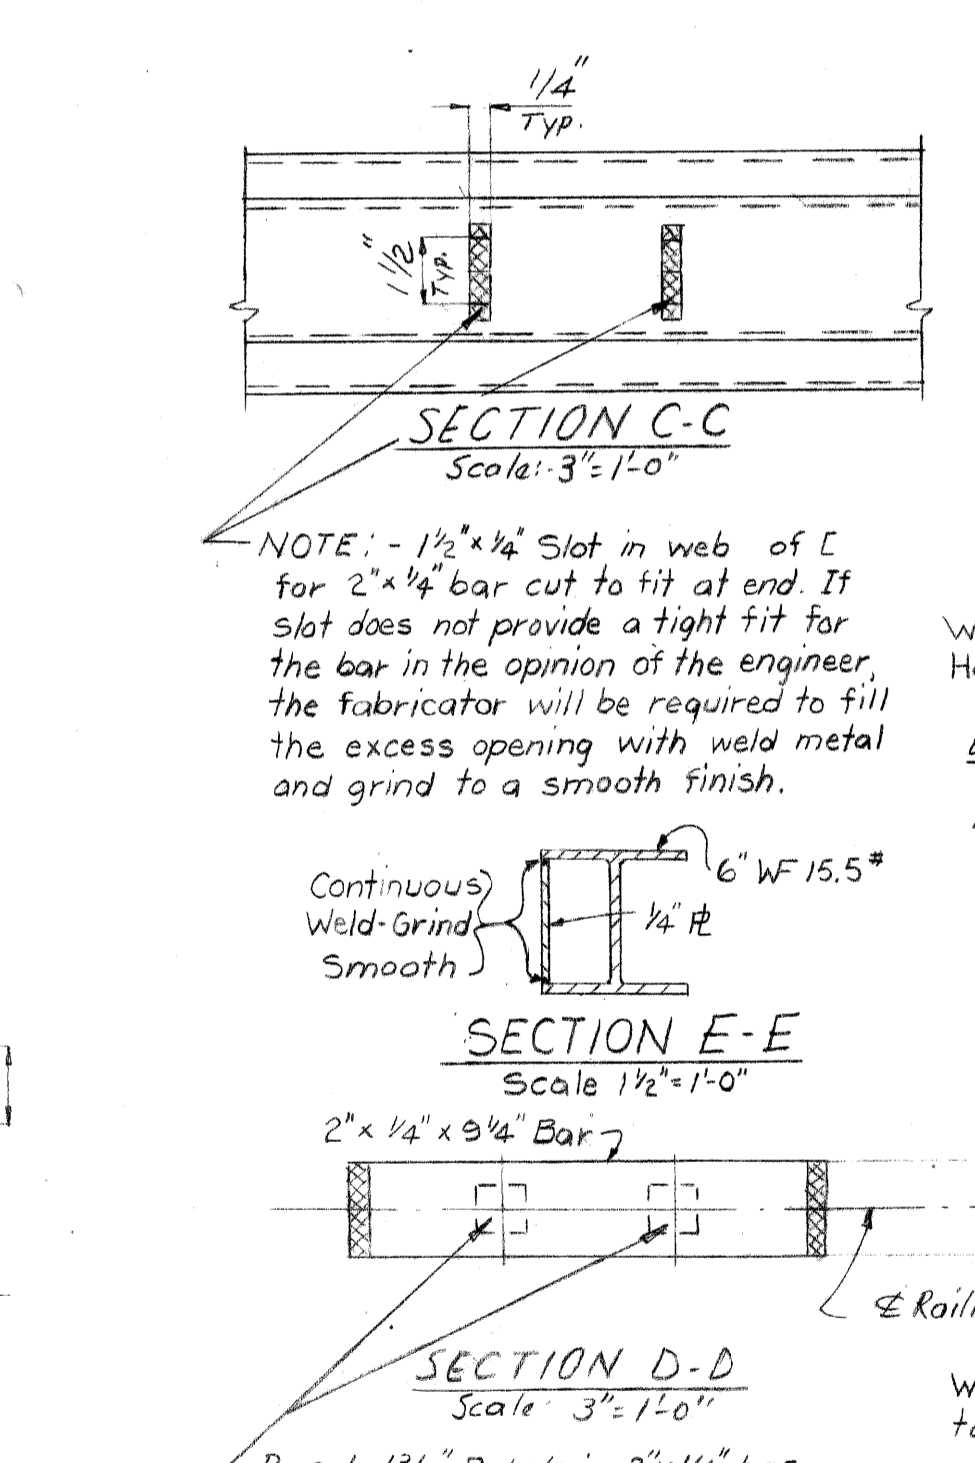 1/4"
Typ.
1 1/2"
Typ.
SECTION C-C
Scale:- 3"=1'-0"
NOTE:- 1 1/2" x 1/4" Slot in web of [
for 2" x 1/4" bar cut to fit at end. If
slot does not provide a tight fit for
the bar in the opinion of the engineer,
the fabricator will be required to fill
the excess opening with weld metal
and grind to a smooth finish.
6" WF 15.5#
Continuous
Weld-Grind
Smooth
1/4" PL
SECTION E-E
Scale 1 1/2"=1'-0"
2" x 1/4" x 9 1/4" Bar
℄ Raili
SECTION D-D
Scale 3"=1'-0"
W
to